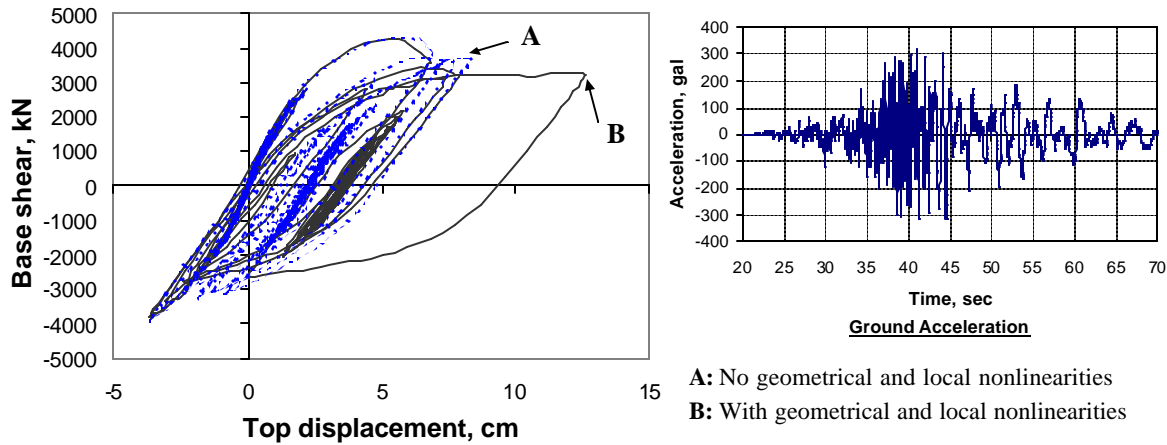 5000
4000
3000
2000
1000
0
-1000
-2000
-3000
-4000
-5000
Base shear, kN
-5 0 5 10 15
Top displacement, cm
A
B
400
300
200
100
0
-100
-200
-300
-400
Acceleration, gal
20 25 30 35 40 45 50 55 60 65 70
Time, sec
Ground Acceleration
A: No geometrical and local nonlinearities
B: With geometrical and local nonlinearities